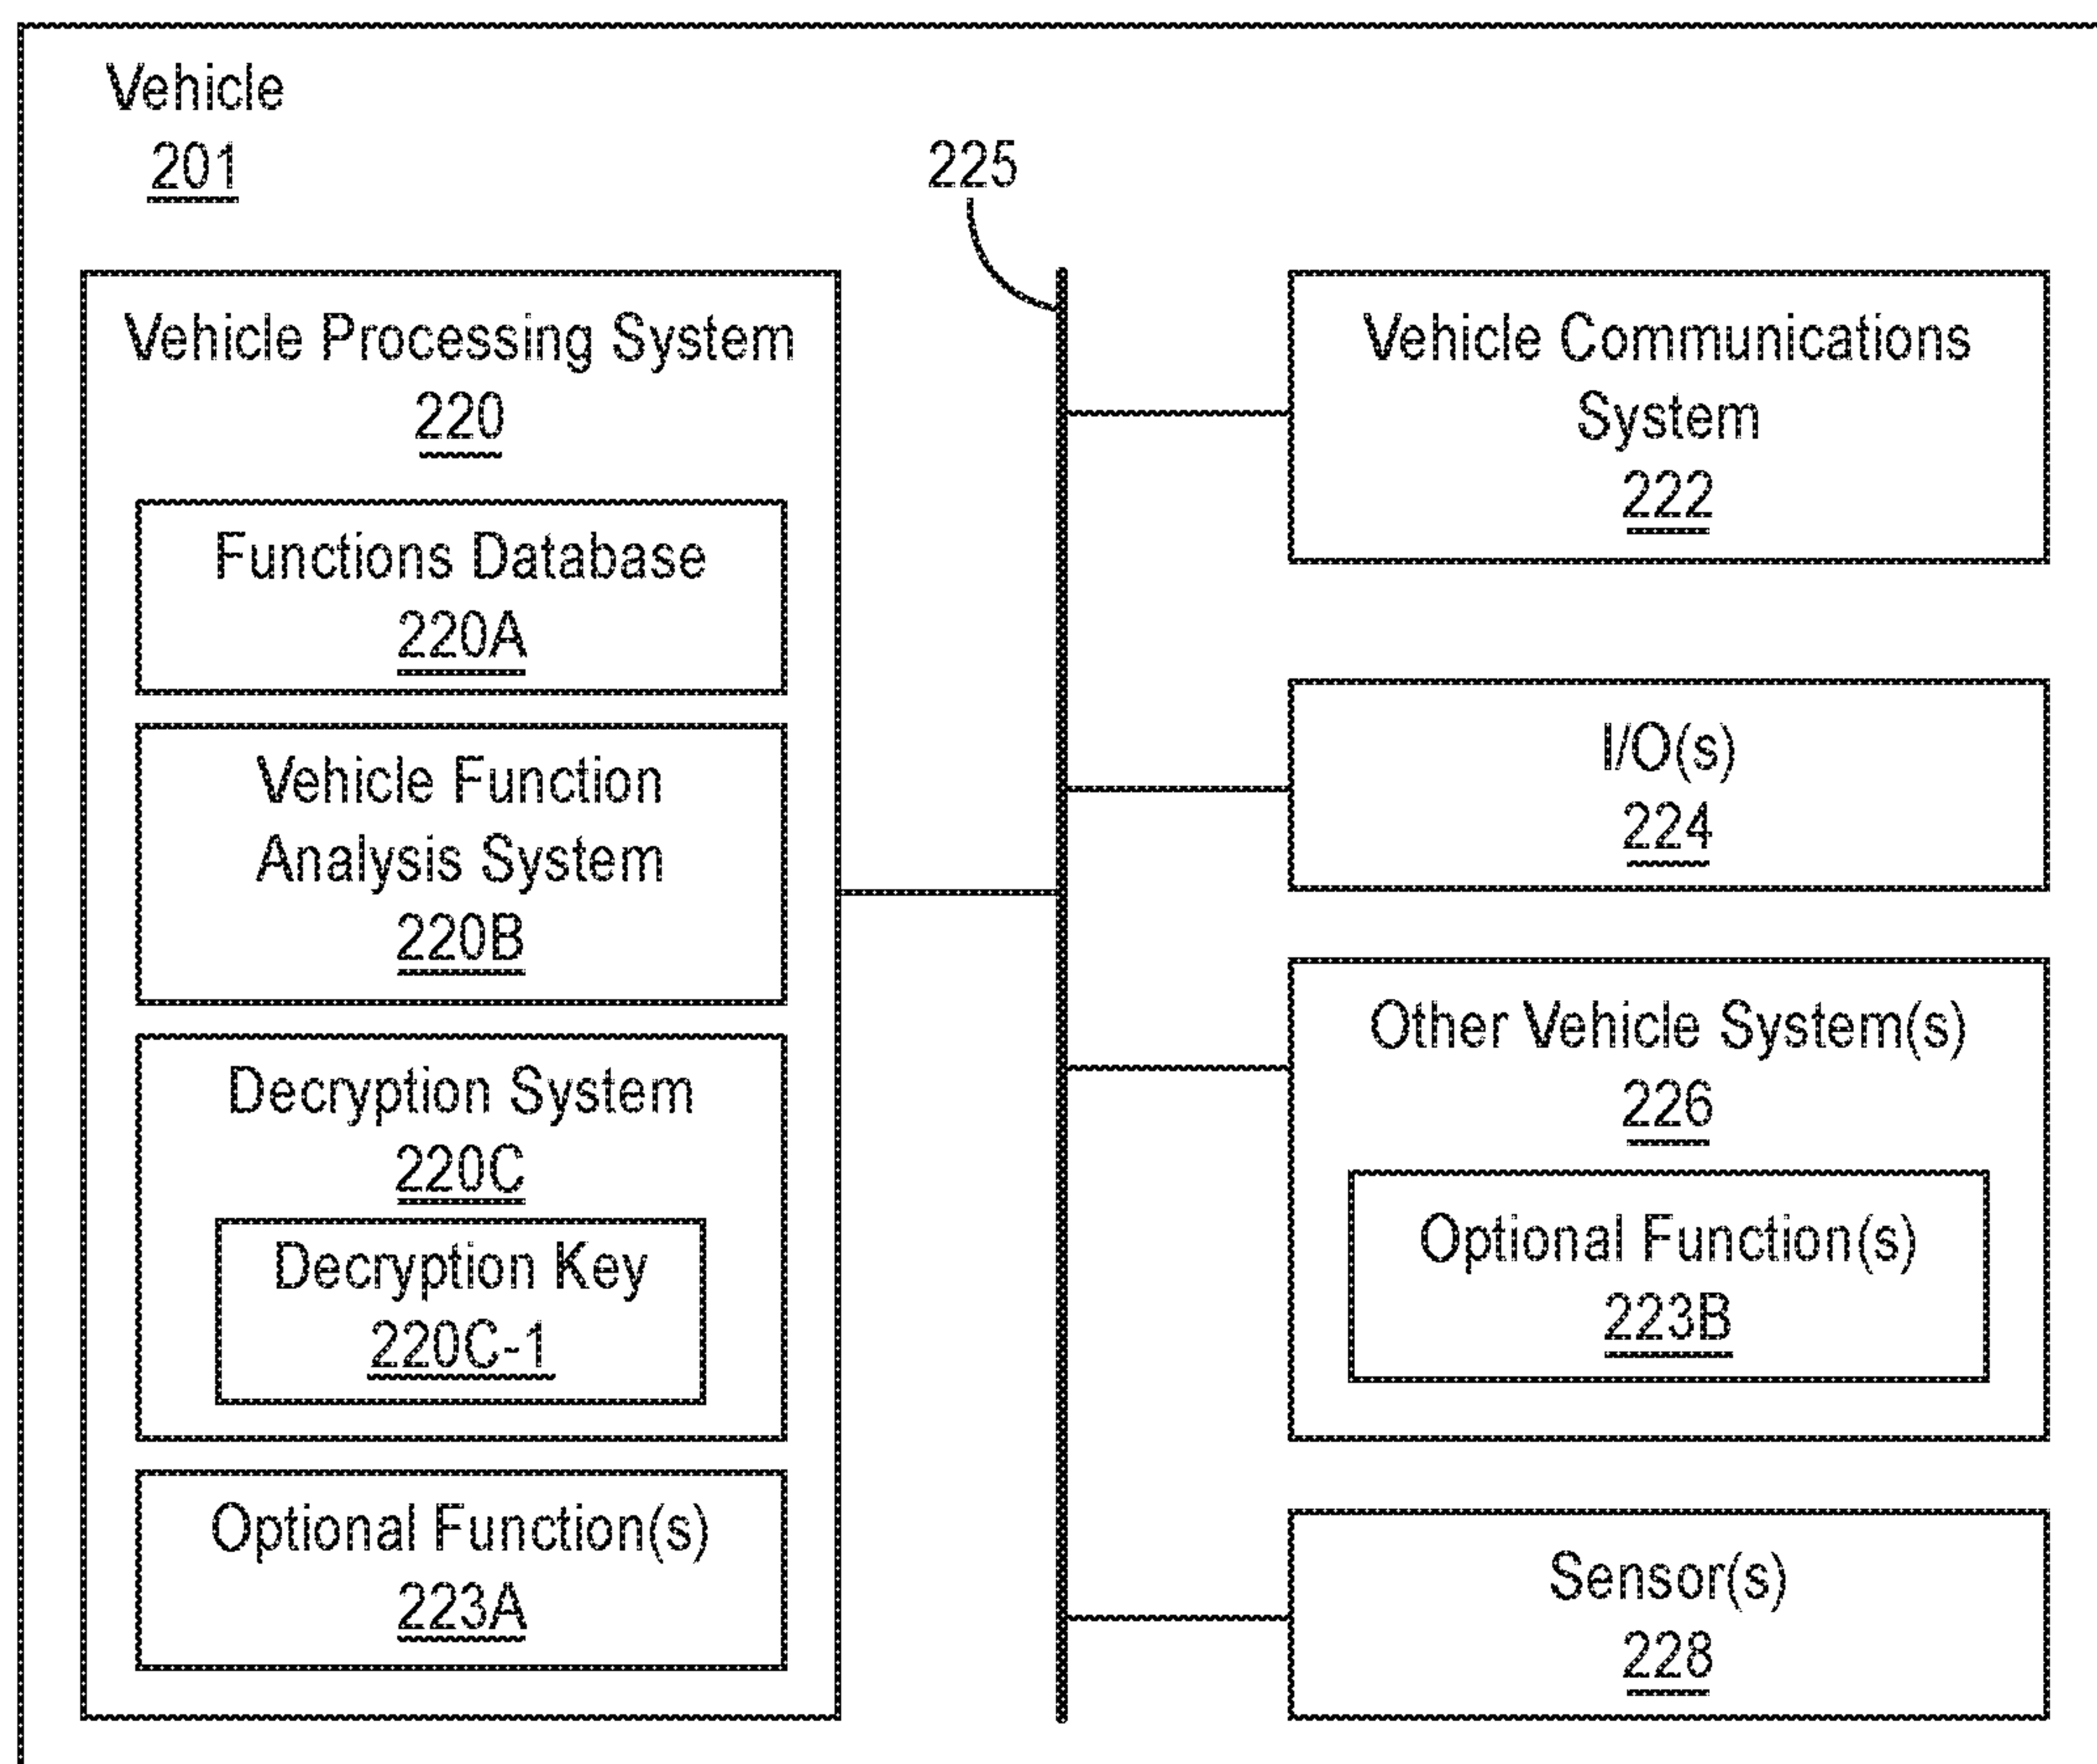 Vehicle
201
225
Vehicle Processing System
220
Functions Database
220A
Vehicle Function
Analysis System
220B
Decryption System
220C
Decryption Key
220C-1
Optional Function(s)
223A
Vehicle Communications
System
222
I/O(s)
224
Other Vehicle System(s)
226
Optional Function(s)
223B
Sensor(s)
228